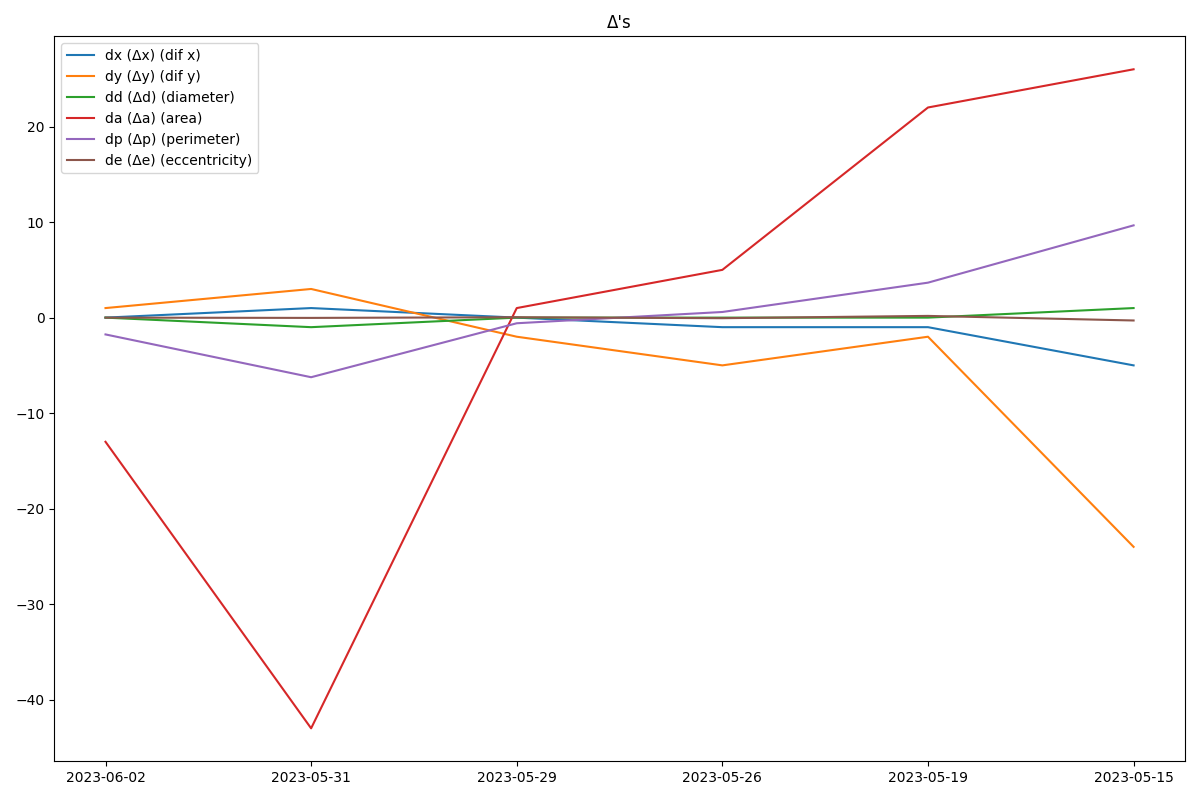 Δ's
dx (Δx) (dif x)
dy (Δy) (dif y)
dd (Δd) (diameter)
da (Δa) (area)
dp (Δp) (perimeter)
de (Δe) (eccentricity)
20
10
0
−10
−20
−30
−40
2023-06-02 2023-05-31 2023-05-29 2023-05-26 2023-05-19 2023-05-15